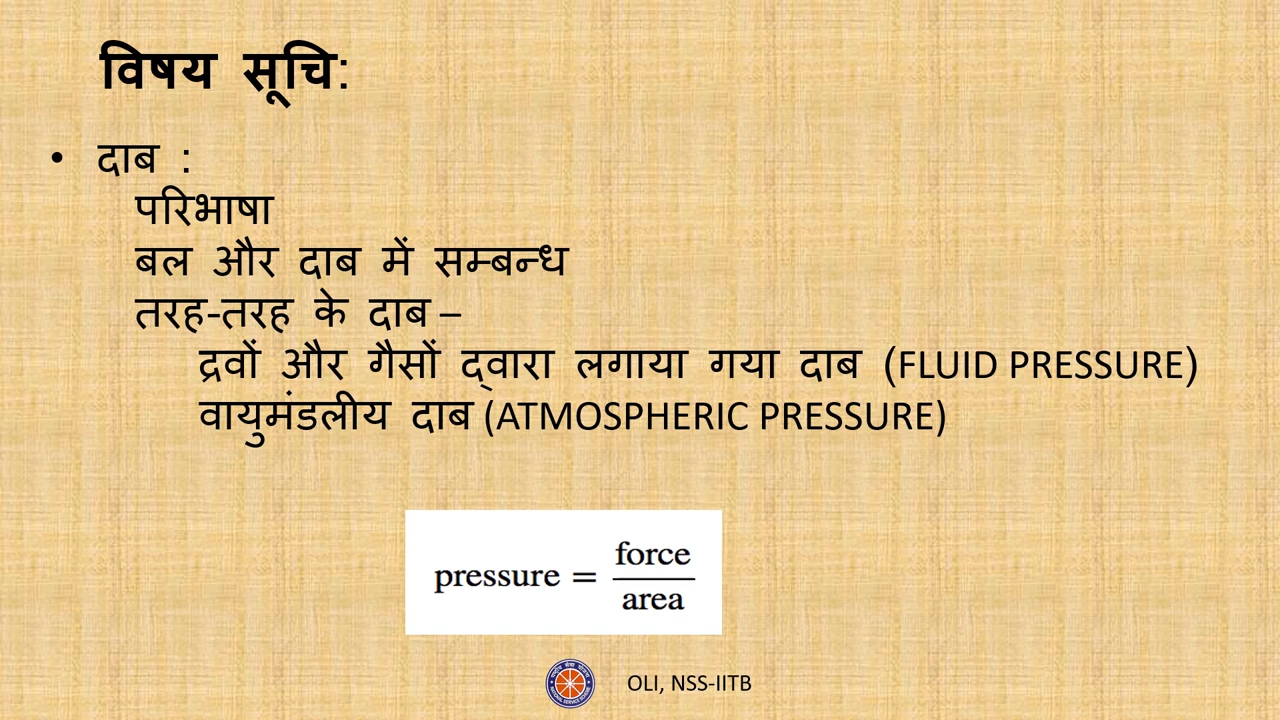 विषय सूचि:
• दाब :
परिभाषा
बल और दाब में सम्बन्ध
तरह-तरह के दाब –
द्रवों और गैसों द्वारा लगाया गया दाब (FLUID PRESSURE)
वायुमंडलीय दाब (ATMOSPHERIC PRESSURE)
pressure = force / area
OLI, NSS-IITB